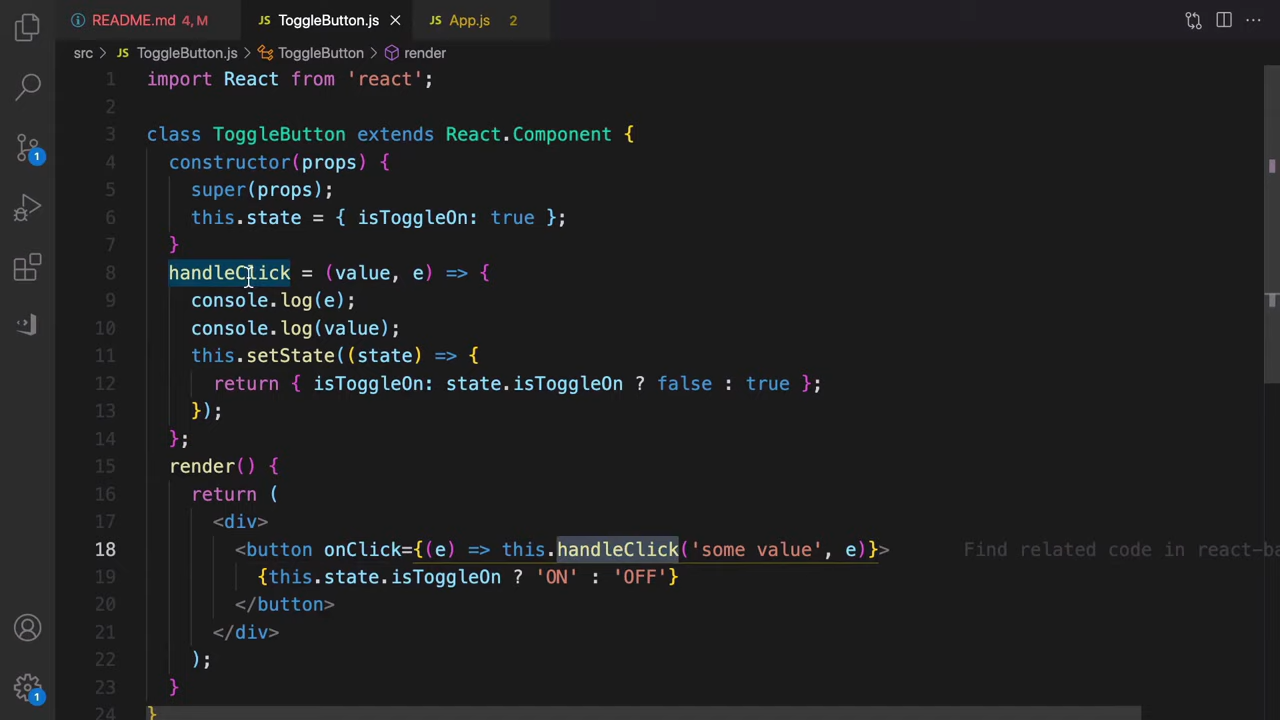 README.md 4, M JS ToggleButton.js JS App.js 2
src JS ToggleButton.js ToggleButton render
1 import React from 'react';
2
3 class ToggleButton extends React.Component {
4 constructor(props) {
5 super(props);
6 this.state = { isToggleOn: true };
7 }
8 handleClick = (value, e) => {
9 console.log(e);
10 console.log(value);
11 this.setState((state) => {
12 return { isToggleOn: state.isToggleOn ? false : true };
13 });
14 };
15 render() {
16 return (
17 <div>
18 <button onClick={(e) => this.handleClick('some value', e)}> Find related code in react-ba
19 {this.state.isToggleOn ? 'ON' : 'OFF'}
20 </button>
21 </div>
22 );
23 }
24 }
1
1